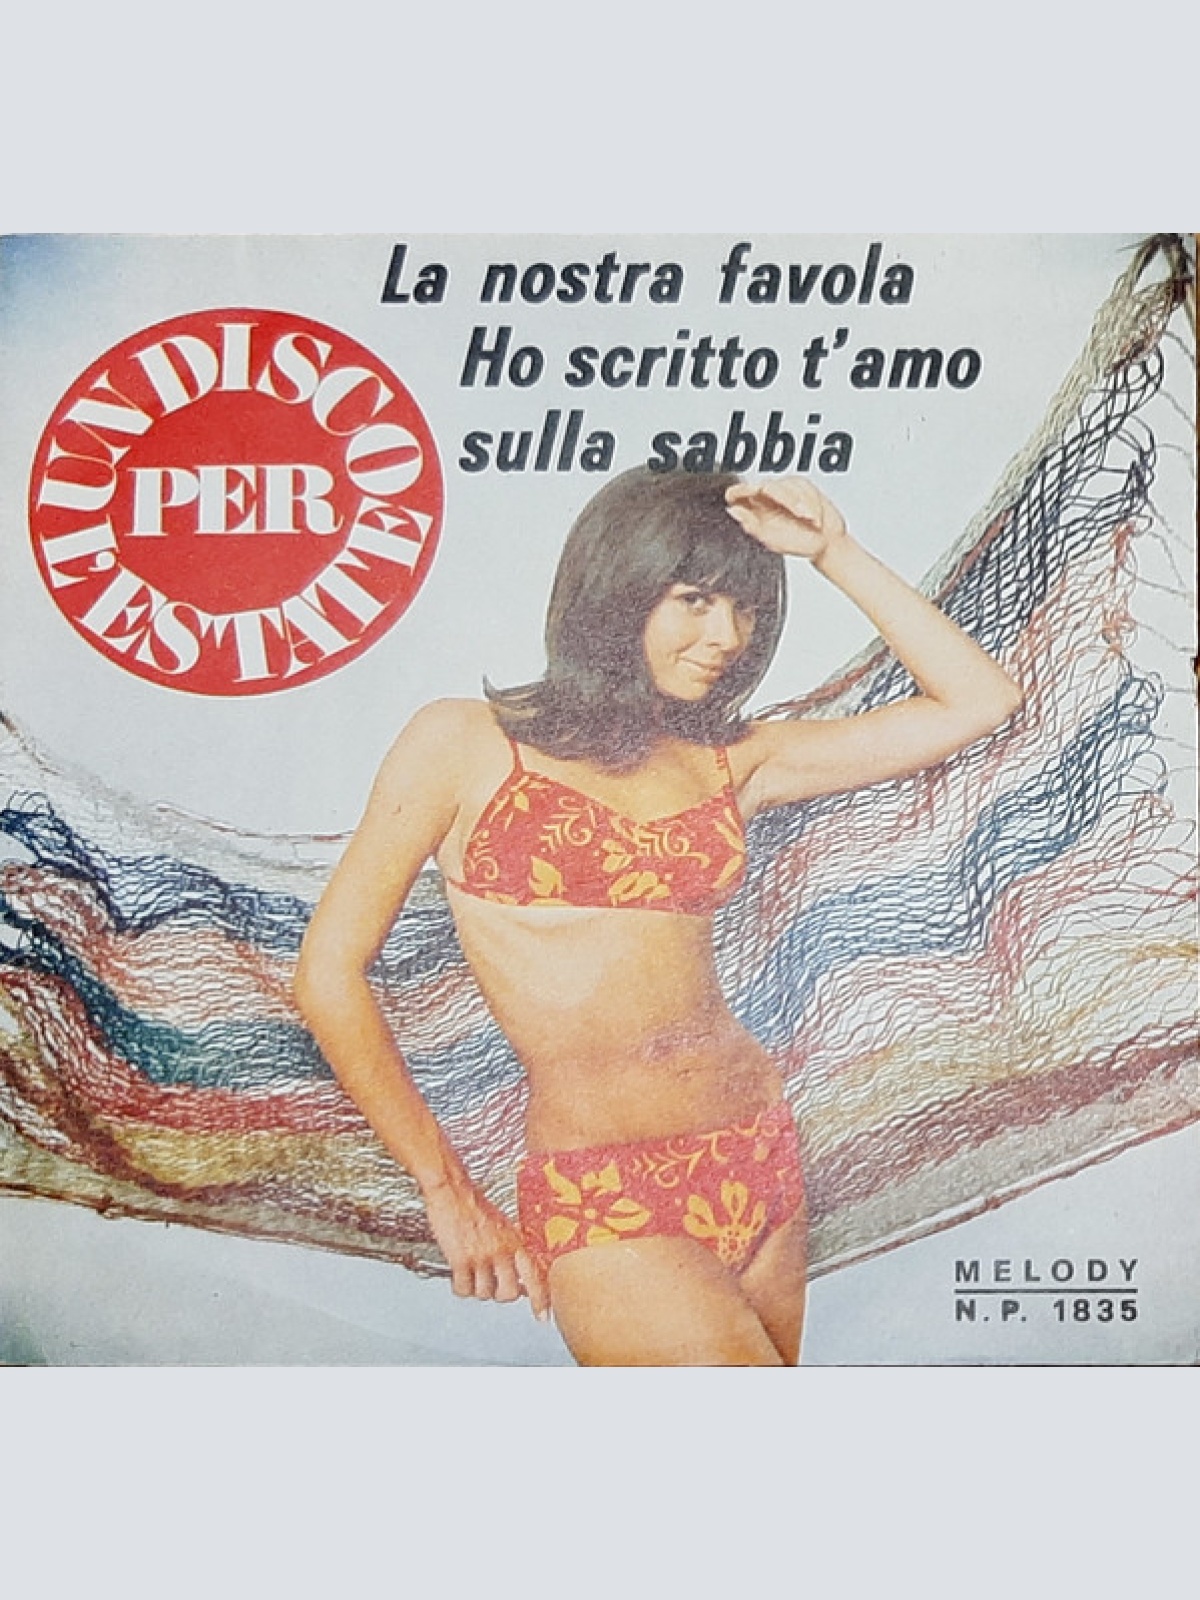 La nostra favola
Ho scritto t'amo
sulla sabbia
UN DISCO
PER
L'ESTATE
MELODY
N.P. 1835